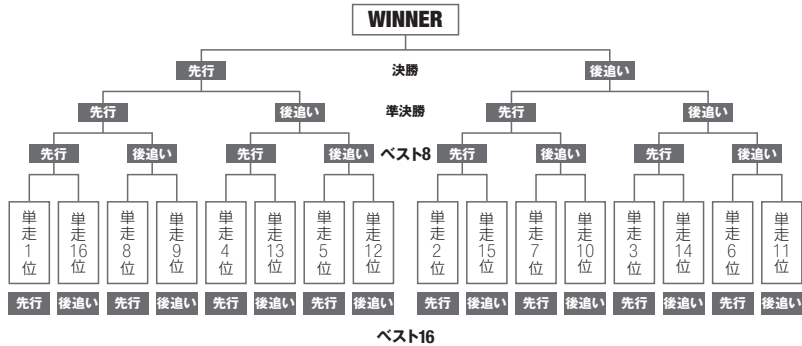 WINNER
先行 決勝 後追い
先行 後追い 準決勝 先行 後追い
先行 後追い 先行 後追い ベスト8 先行 後追い 先行 後追い
単走1位 単走16位 単走8位 単走9位 単走4位 単走13位 単走5位 単走12位 単走2位 単走15位 単走7位 単走10位 単走3位 単走14位 単走6位 単走11位
先行 後追い 先行 後追い 先行 後追い 先行 後追い 先行 後追い 先行 後追い 先行 後追い 先行 後追い
ベスト16